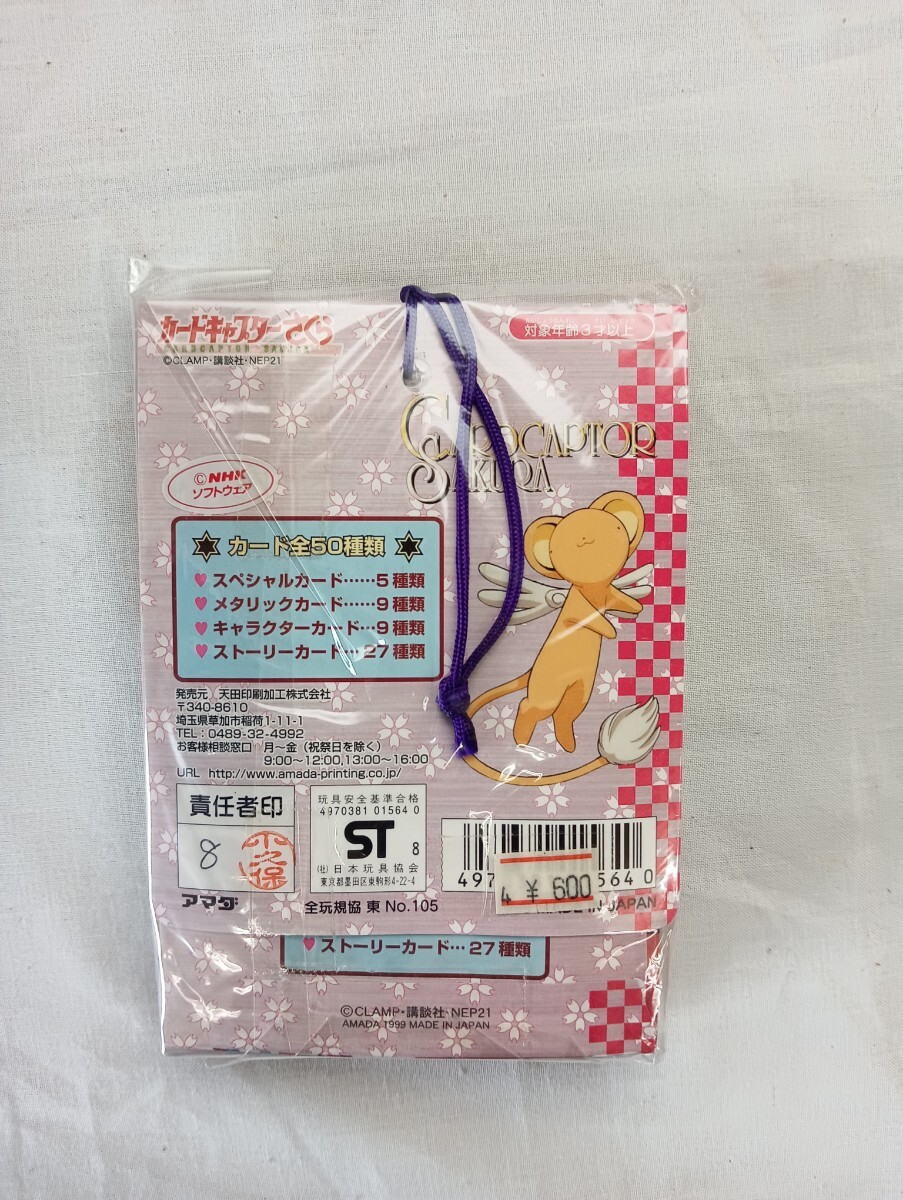 カードキャプターさくら
CARDCAPTOR SAKURA
©CLAMP・講談社・NEP21
対象年齢3才以上
CARDCAPTOR
SAKURA
©NHK
ソフトウェア
カード全50種類
♥ スペシャルカード……5種類
♥ メタリックカード……9種類
♥ キャラクターカード…9種類
♥ ストーリーカード…27種類
発売元 天田印刷加工株式会社
〒340-8610
埼玉県草加市稲荷1-11-1
TEL:0489-32-4992
お客様相談窓口 月〜金(祝祭日を除く)
9:00〜12:00,13:00〜16:00
URL http://www.amada-printing.co.jp/
責任者印
8
アマダ
玩具安全基準合格
4970381 01564 0
ST 8
(社)日本玩具協会
東京都墨田区東駒形4-22-4
全玩規協 東 No.105
497
5640
4 ¥600
MADE IN JAPAN
♥ ストーリーカード…27種類
©CLAMP・講談社・NEP21
AMADA 1999 MADE IN JAPAN